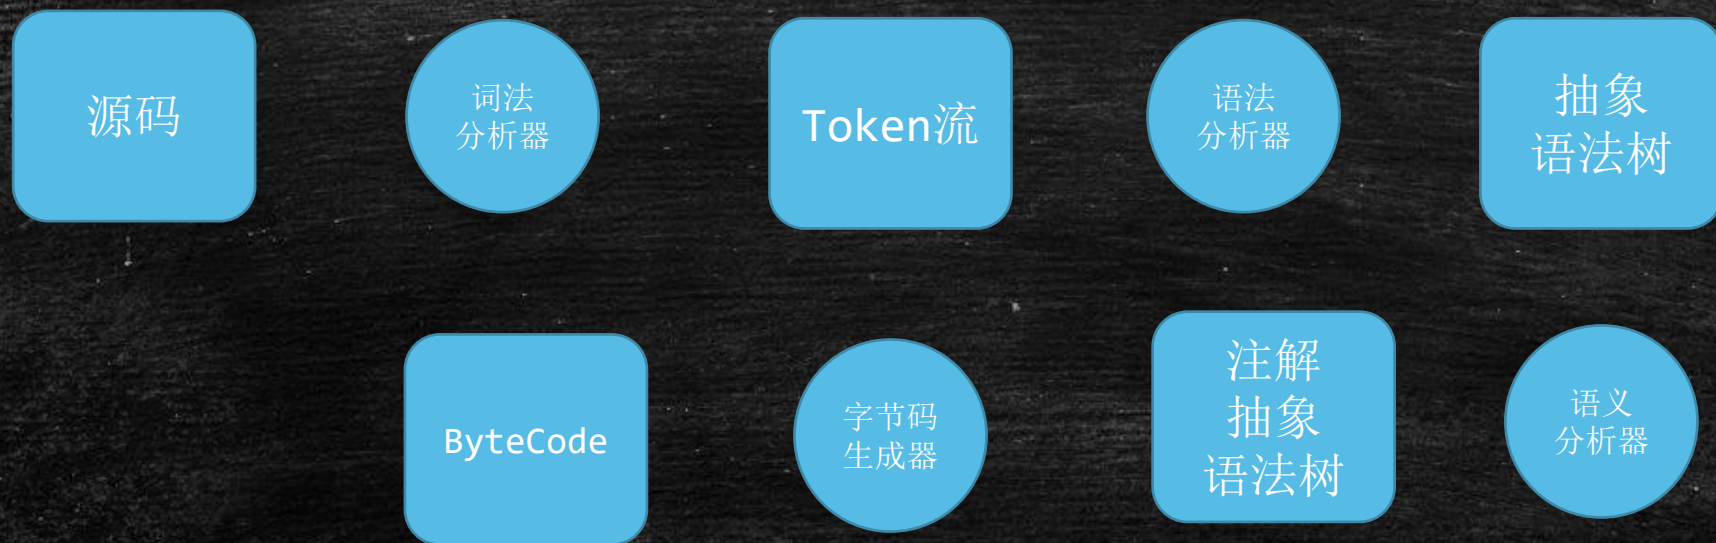 源码
词法
分析器
Token流
语法
分析器
抽象
语法树
ByteCode
字节码
生成器
注解
抽象
语法树
语义
分析器